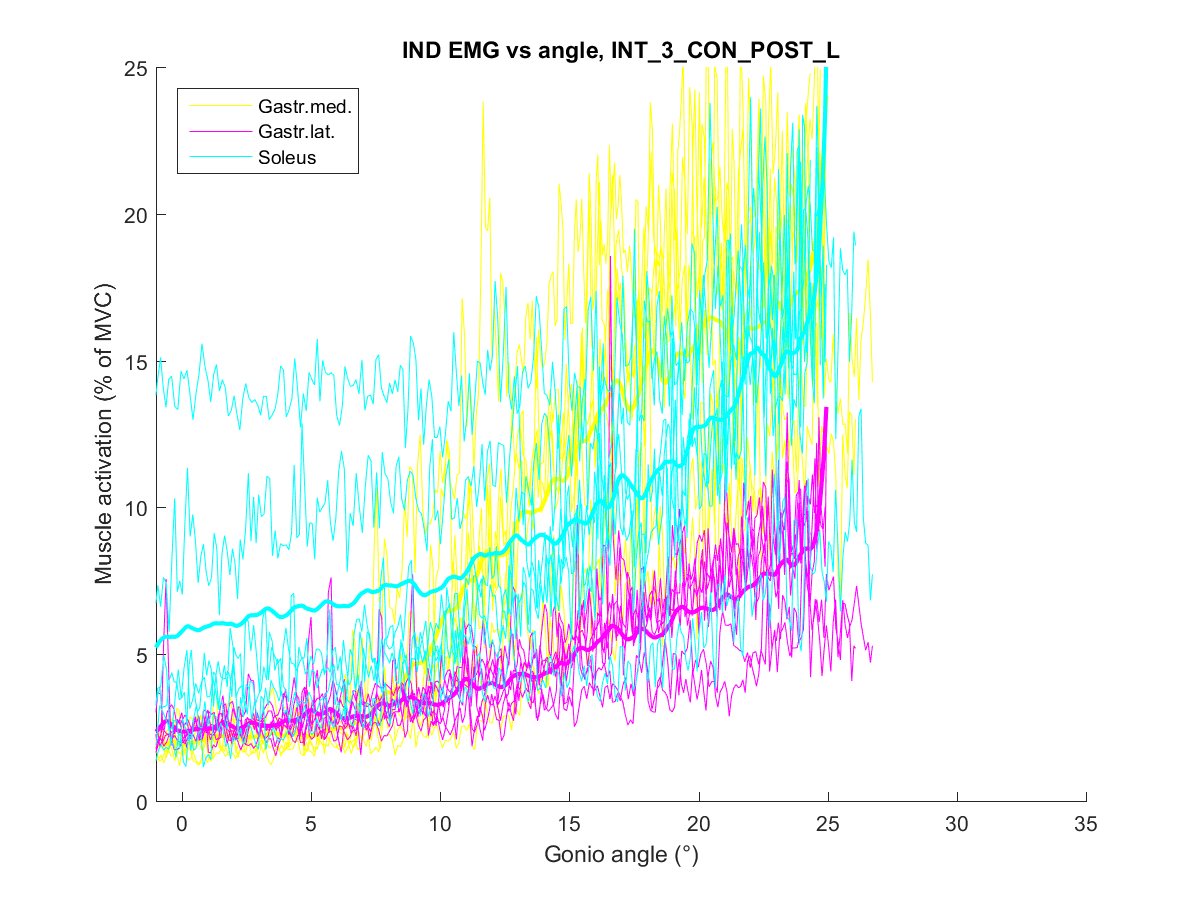 IND EMG vs angle, INT_3_CON_POST_L
25
Gastr.med.
Gastr.lat.
Soleus
20
15
10
5
0
Muscle activation (% of MVC)
0 5 10 15 20 25 30 35
Gonio angle (°)